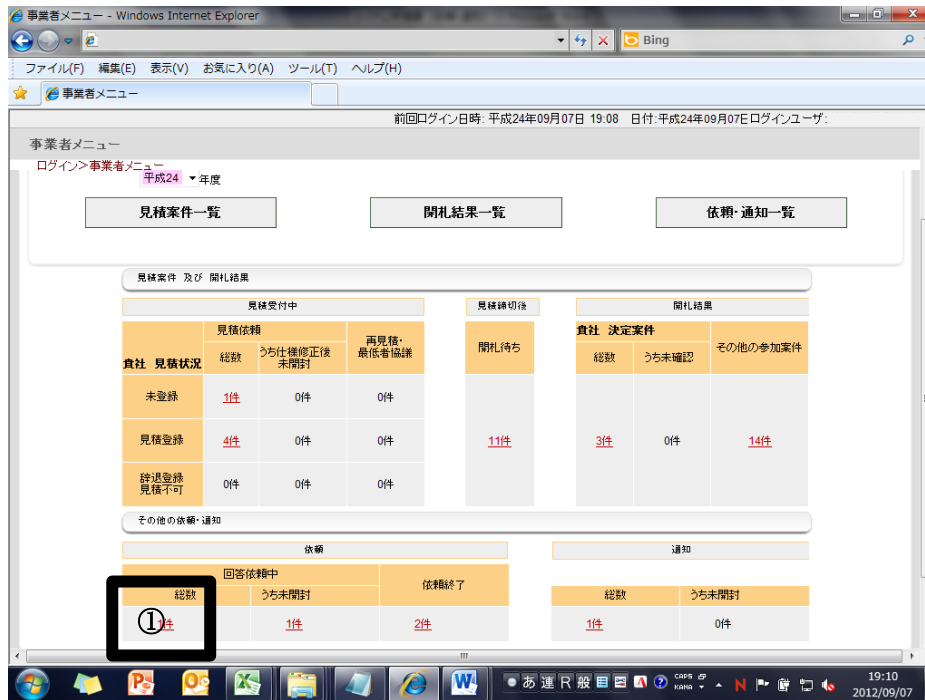 事業者メニュー - Windows Internet Explorer
Bing
ファイル(F) 編集(E) 表示(V) お気に入り(A) ツール(T) ヘルプ(H)
事業者メニュー
前回ログイン日時: 平成24年09月07日 19:08 日付:平成24年09月07日 ログインユーザ:
事業者メニュー
ログイン>事業者メニュー
平成24 年度
見積案件一覧 開札結果一覧 依頼・通知一覧
見積案件 及び 開札結果
見積受付中 見積締切後 開札結果
貴社 見積状況 見積依頼 再見積・最低者協議 開札待ち 貴社 決定案件 その他の参加案件
総数 うち仕様修正後未開封 総数 うち未確認
未登録 1件 0件 0件
見積登録 4件 0件 0件 11件 3件 0件 14件
辞退登録
見積不可 0件 0件 0件
その他の依頼・通知
依頼 通知
回答依頼中 依頼終了
総数 うち未開封 総数 うち未開封
①1件 1件 2件 1件 0件
あ 連 R 般 CAPS KANA 19:10
2012/09/07